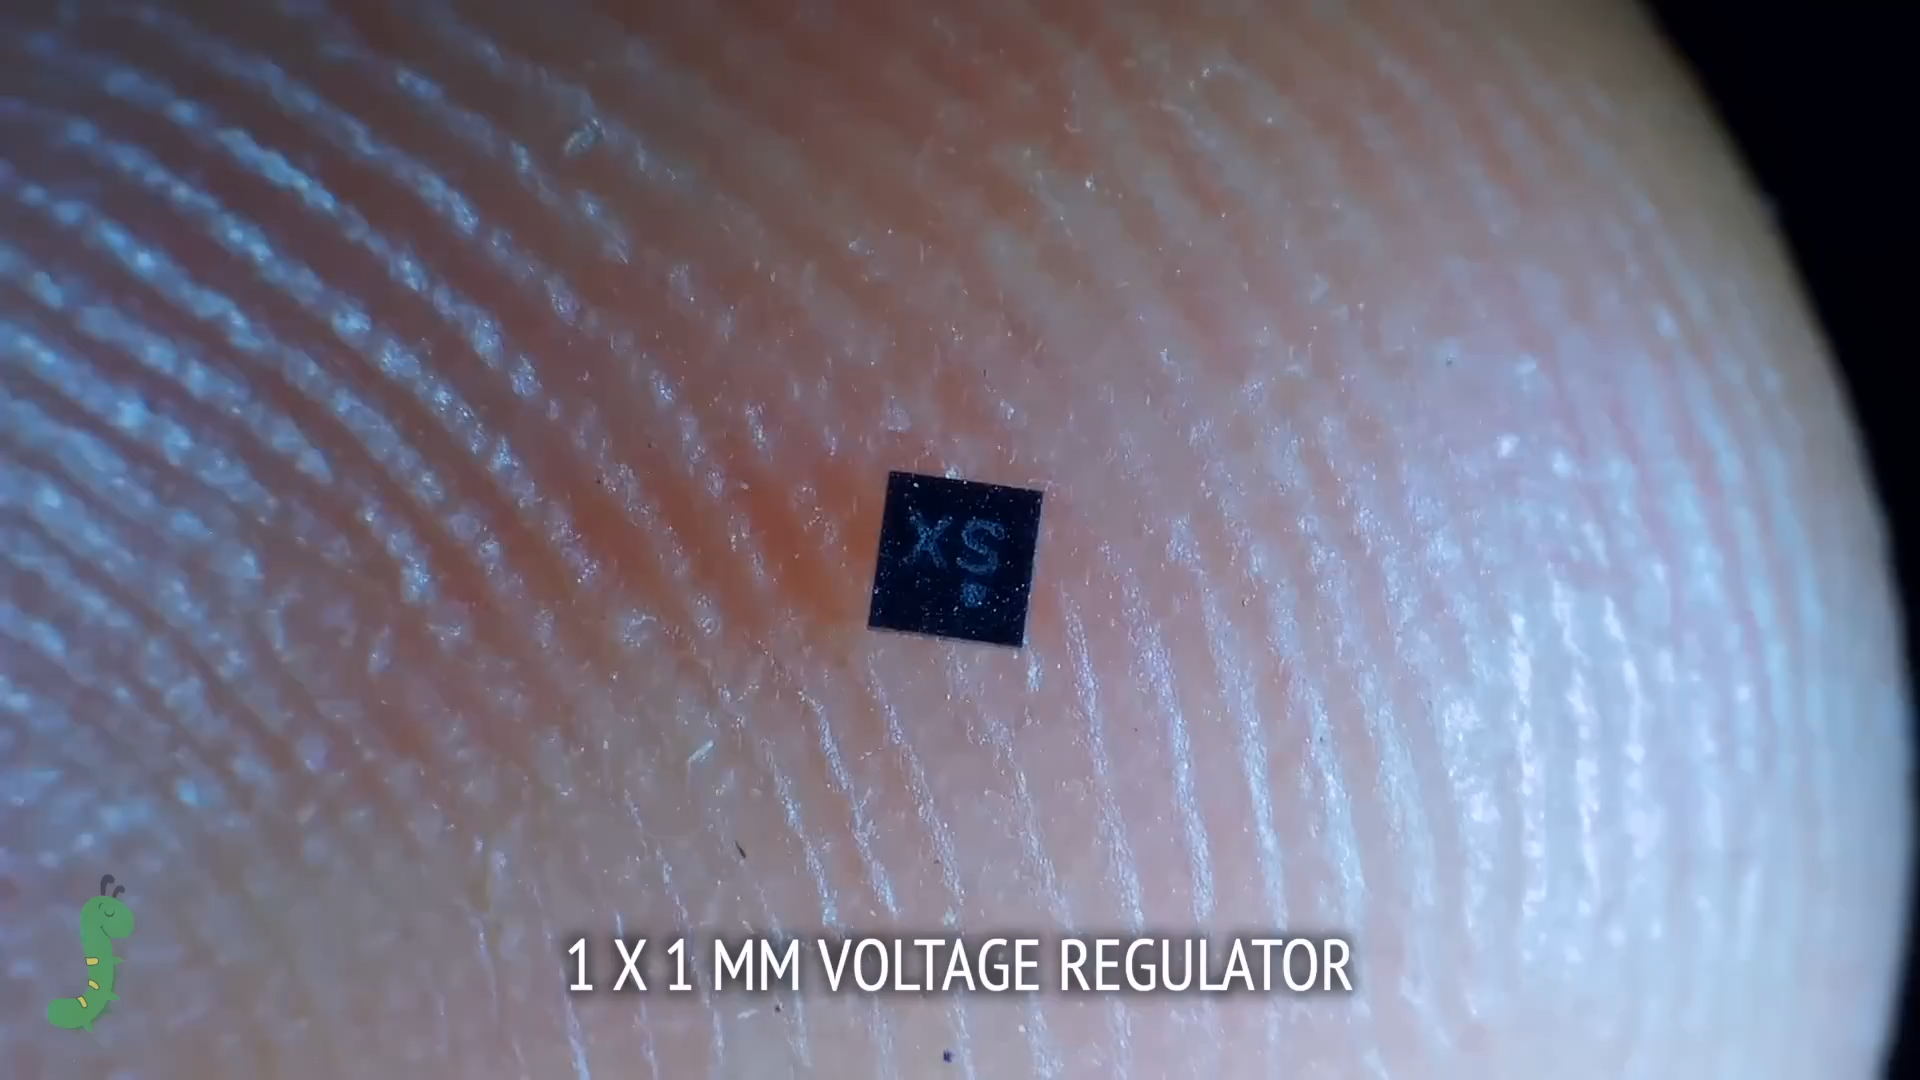 XS
1 X 1 MM VOLTAGE REGULATOR